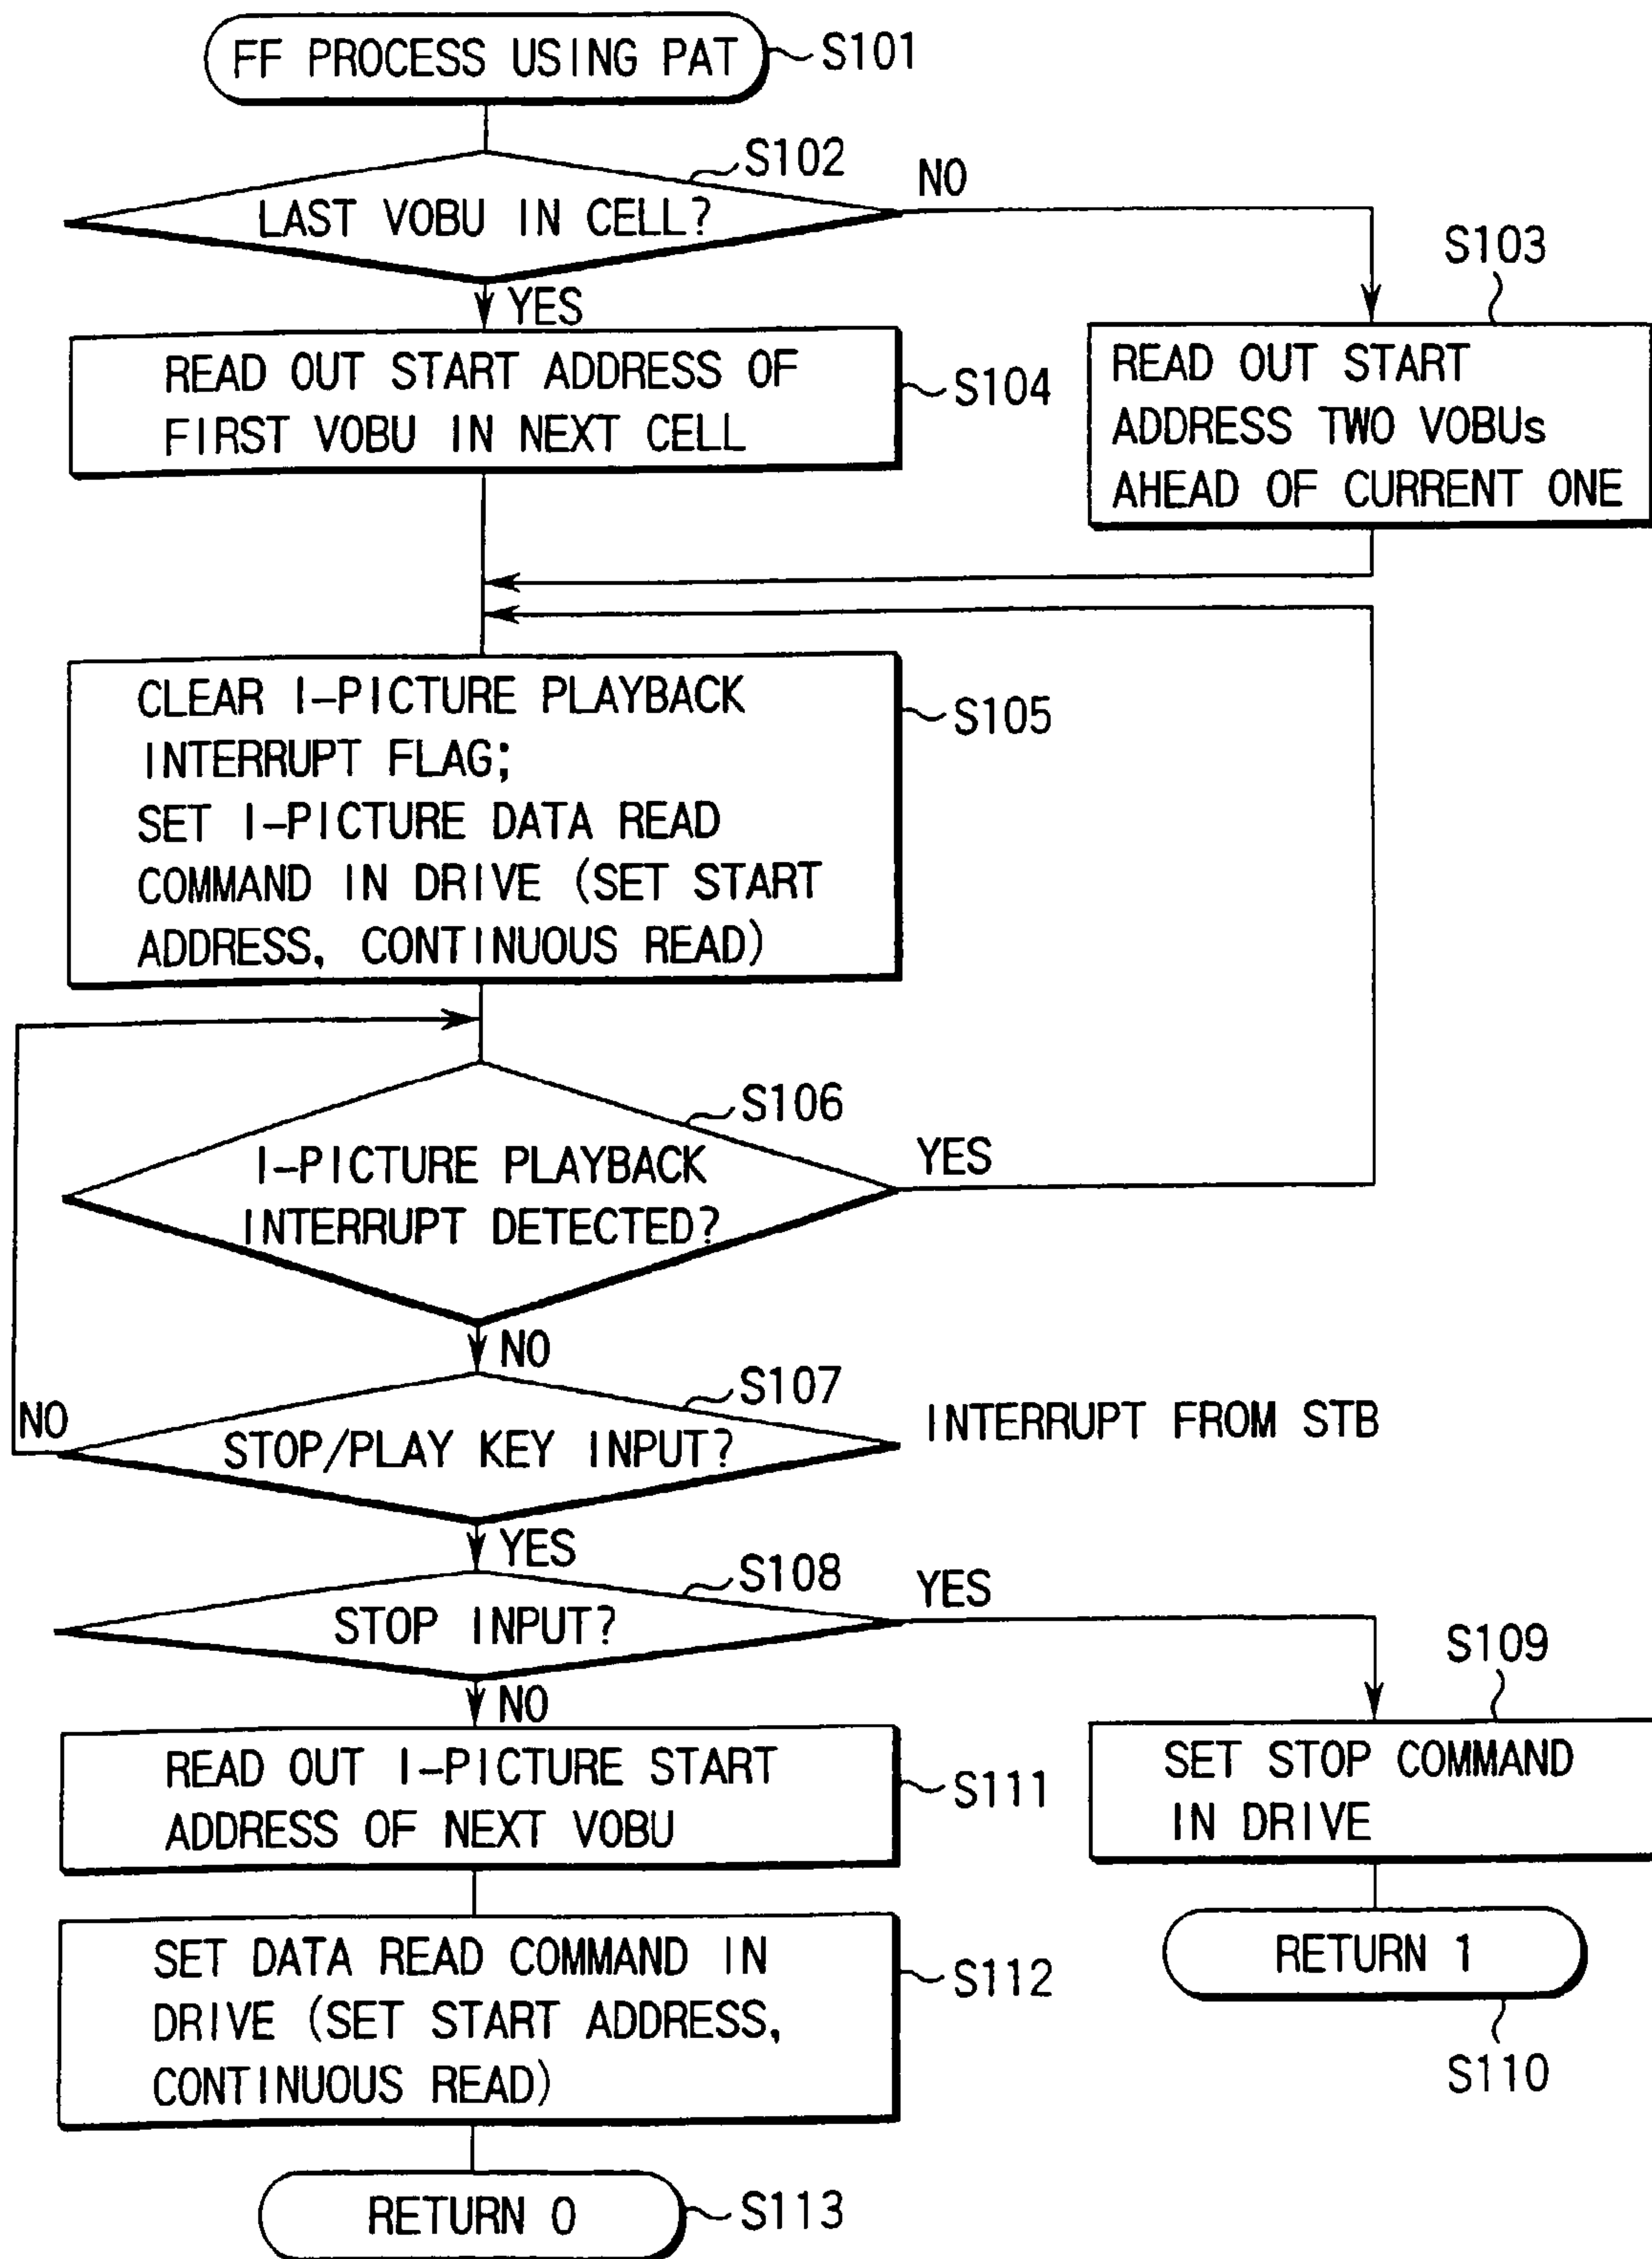 FF PROCESS USING PAT
S101
S102
LAST VOBU IN CELL?
NO
YES
S103
READ OUT START
ADDRESS TWO VOBUs
AHEAD OF CURRENT ONE
READ OUT START ADDRESS OF
FIRST VOBU IN NEXT CELL
S104
CLEAR I-PICTURE PLAYBACK
INTERRUPT FLAG;
SET I-PICTURE DATA READ
COMMAND IN DRIVE (SET START
ADDRESS, CONTINUOUS READ)
S105
S106
I-PICTURE PLAYBACK
INTERRUPT DETECTED?
YES
NO
S107
NO
STOP/PLAY KEY INPUT?
INTERRUPT FROM STB
YES
S108
STOP INPUT?
YES
NO
S109
SET STOP COMMAND
IN DRIVE
READ OUT I-PICTURE START
ADDRESS OF NEXT VOBU
S111
SET DATA READ COMMAND IN
DRIVE (SET START ADDRESS,
CONTINUOUS READ)
S112
RETURN 1
S110
RETURN 0
S113